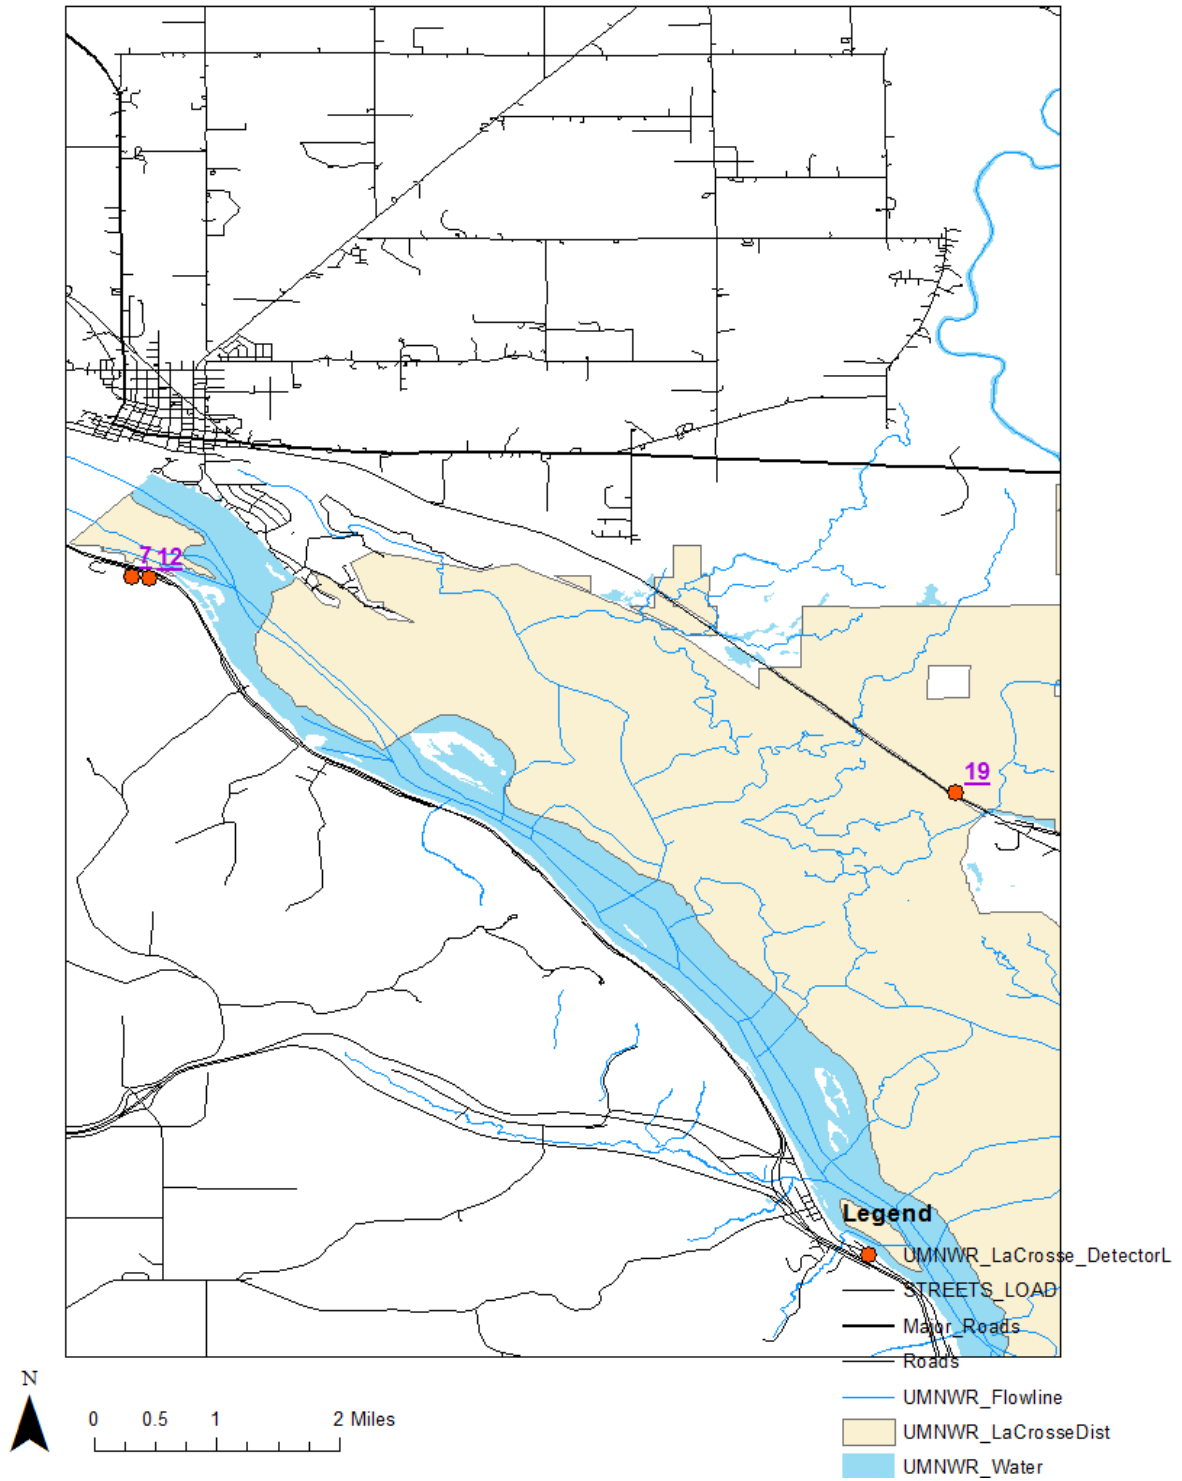 7 12
19
Legend
UMNWR_LaCrosse_DetectorL
STREETS_LOAD
Major_Roads
Roads
UMNWR_Flowline
UMNWR_LaCrosseDist
UMNWR_Water
N
0 0.5 1 2 Miles